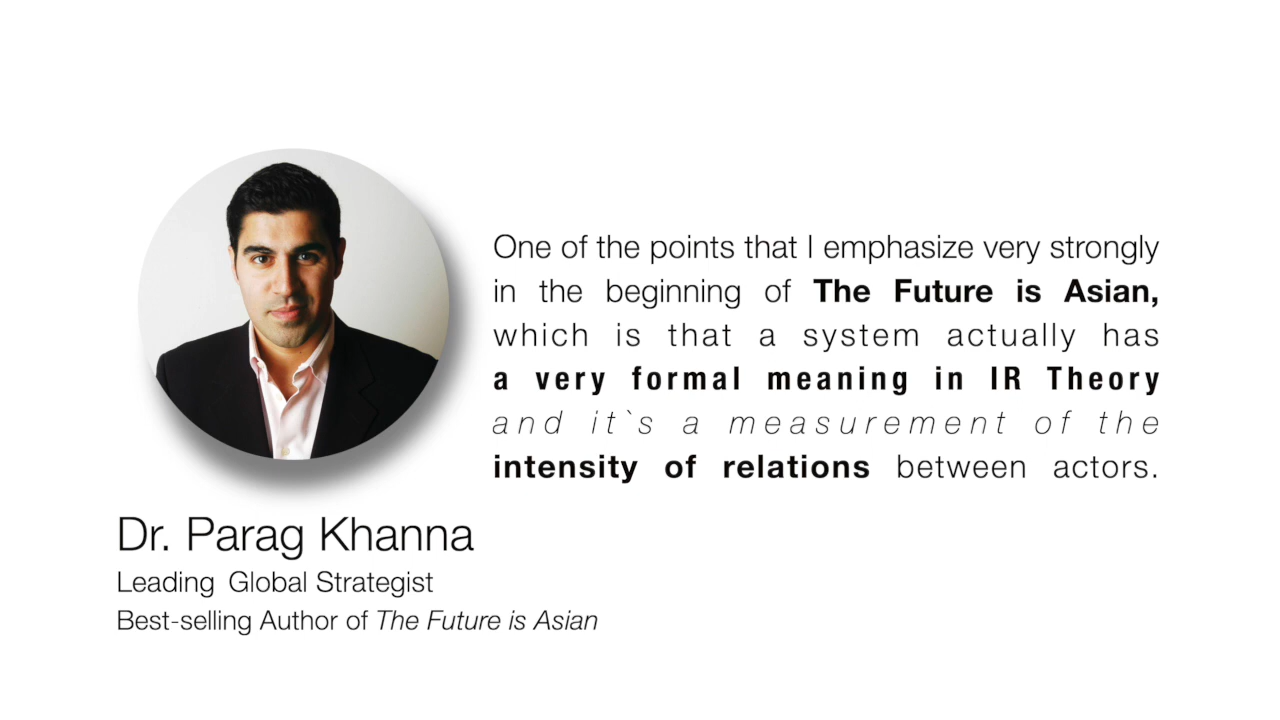 One of the points that I emphasize very strongly
in the beginning of The Future is Asian,
which is that a system actually has
a very formal meaning in IR Theory
and it`s a measurement of the
intensity of relations between actors.
Dr. Parag Khanna
Leading Global Strategist
Best-selling Author of The Future is Asian